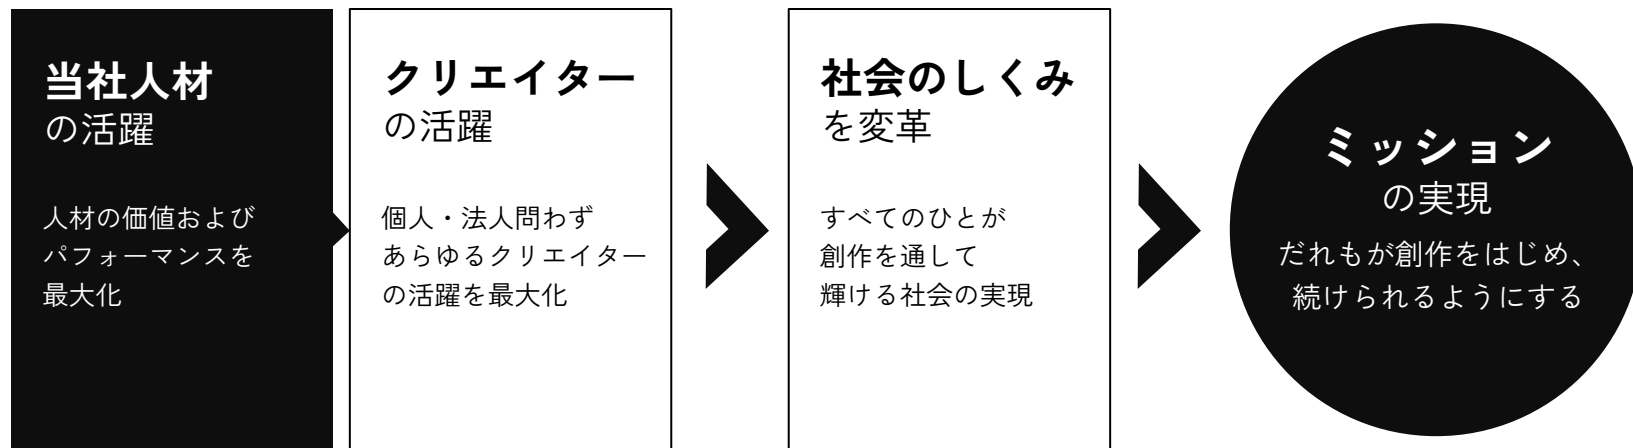 当社人材
の活躍
人材の価値および
パフォーマンスを
最大化
クリエイター
の活躍
個人・法人問わず
あらゆるクリエイター
の活躍を最大化
社会のしくみ
を変革
すべてのひとが
創作を通して
輝ける社会の実現
ミッション
の実現
だれもが創作をはじめ、
続けられるようにする